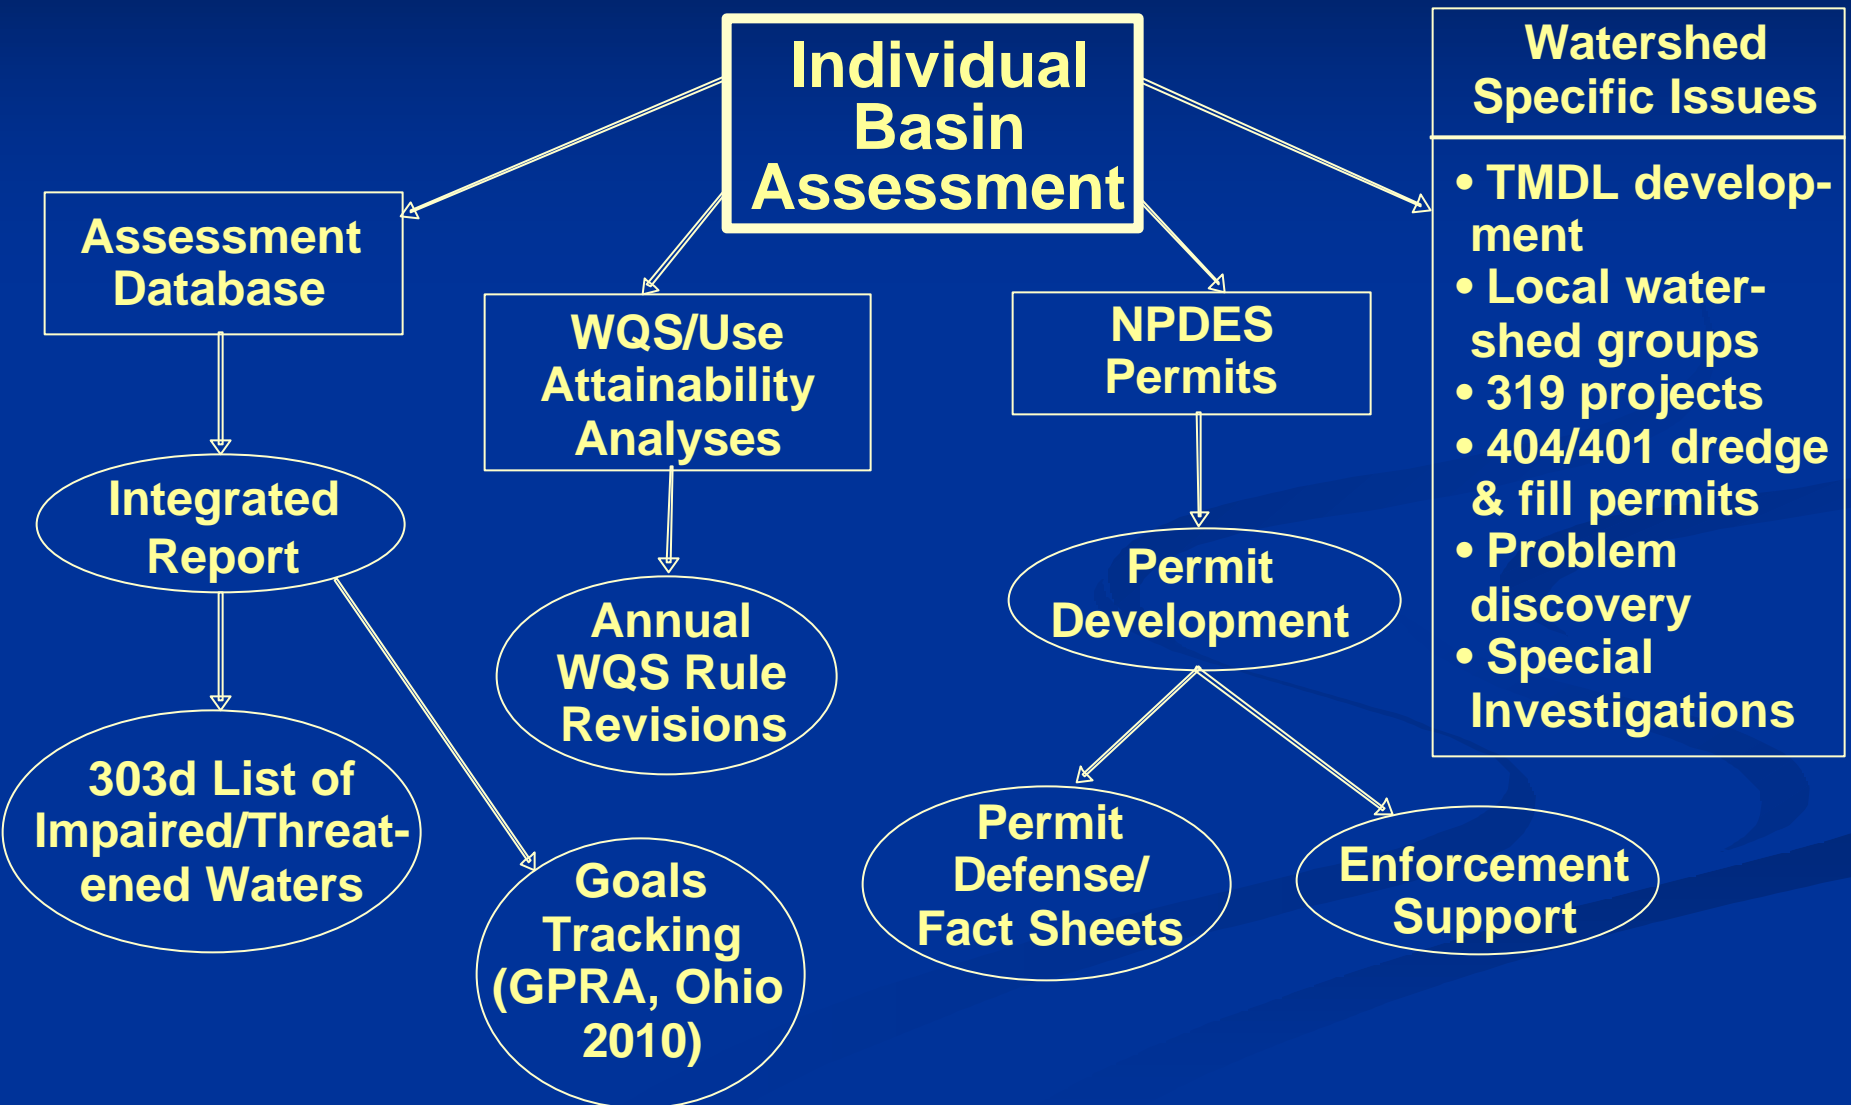 Individual
Basin
Assessment
Watershed
Specific Issues
• TMDL develop-
ment
• Local water-
shed groups
• 319 projects
• 404/401 dredge
& fill permits
• Problem
discovery
• Special
Investigations
Assessment
Database
WQS/Use
Attainability
Analyses
NPDES
Permits
Integrated
Report
Annual
WQS Rule
Revisions
Permit
Development
303d List of
Impaired/Threat-
ened Waters
Goals
Tracking
(GPRA, Ohio
2010)
Permit
Defense/
Fact Sheets
Enforcement
Support